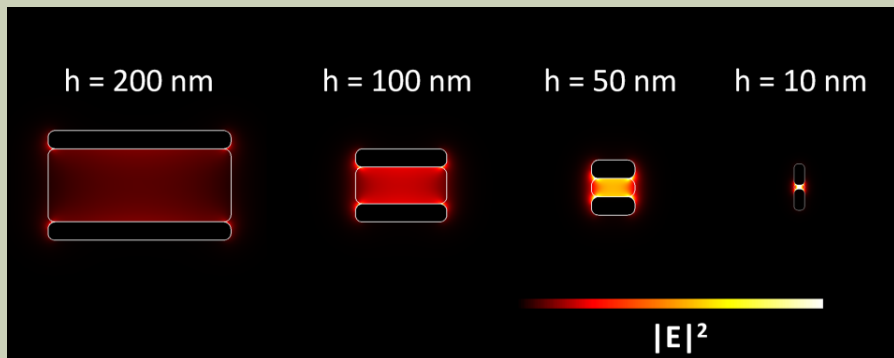 h = 200 nm
h = 100 nm
h = 50 nm
h = 10 nm
|E|²